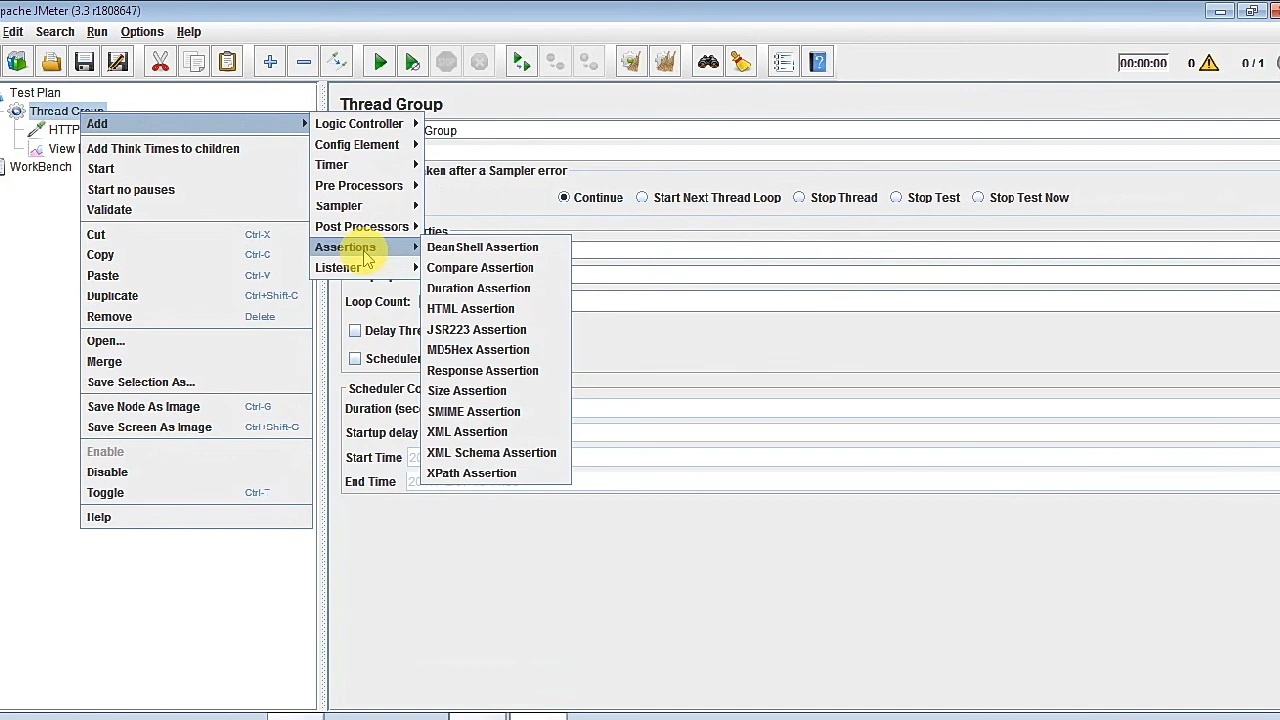 pache JMeter (3.3 r1808647)
Edit Search Run Options Help
00:00:00 0 0 / 1
Test Plan
Thread Group
HTTP
View
WorkBench
Add
Add Think Times to children
Start
Start no pauses
Validate
Cut Ctrl-X
Copy Ctrl-C
Paste Ctrl-V
Duplicate Ctrl+Shift-C
Remove Delete
Open...
Merge
Save Selection As...
Save Node As Image Ctrl-G
Save Screen As Image Ctrl+Shift-G
Enable
Disable
Toggle Ctrl-T
Help
Logic Controller
Config Element
Timer
Pre Processors
Sampler
Post Processors
Assertions
Listener
BeanShell Assertion
Compare Assertion
Duration Assertion
HTML Assertion
JSR223 Assertion
MD5Hex Assertion
Response Assertion
Size Assertion
SMIME Assertion
XML Assertion
XML Schema Assertion
XPath Assertion
Thread Group
Group
aken after a Sampler error
Continue Start Next Thread Loop Stop Thread Stop Test Stop Test Now
rties
Loop Count:
Delay Thre
Scheduler
Scheduler Co
Duration (sec
Startup delay
Start Time 20
End Time 20